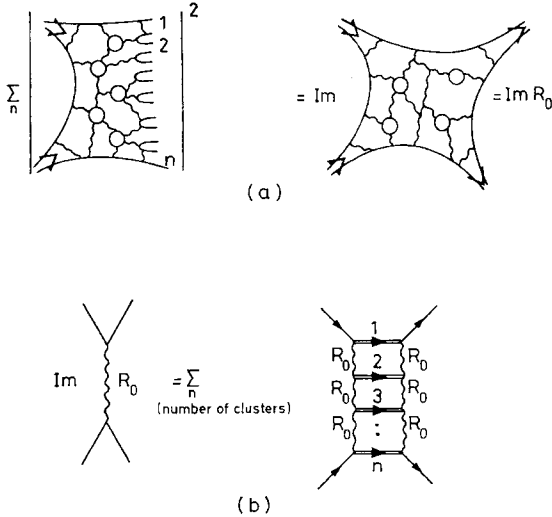 2
1
2
n
Σ
n
= Im
= Im R₀
(a)
1
Im R₀ = Σ R₀ 2 R₀
n
(number of clusters) R₀ 3 R₀
R₀ : R₀
n
(b)